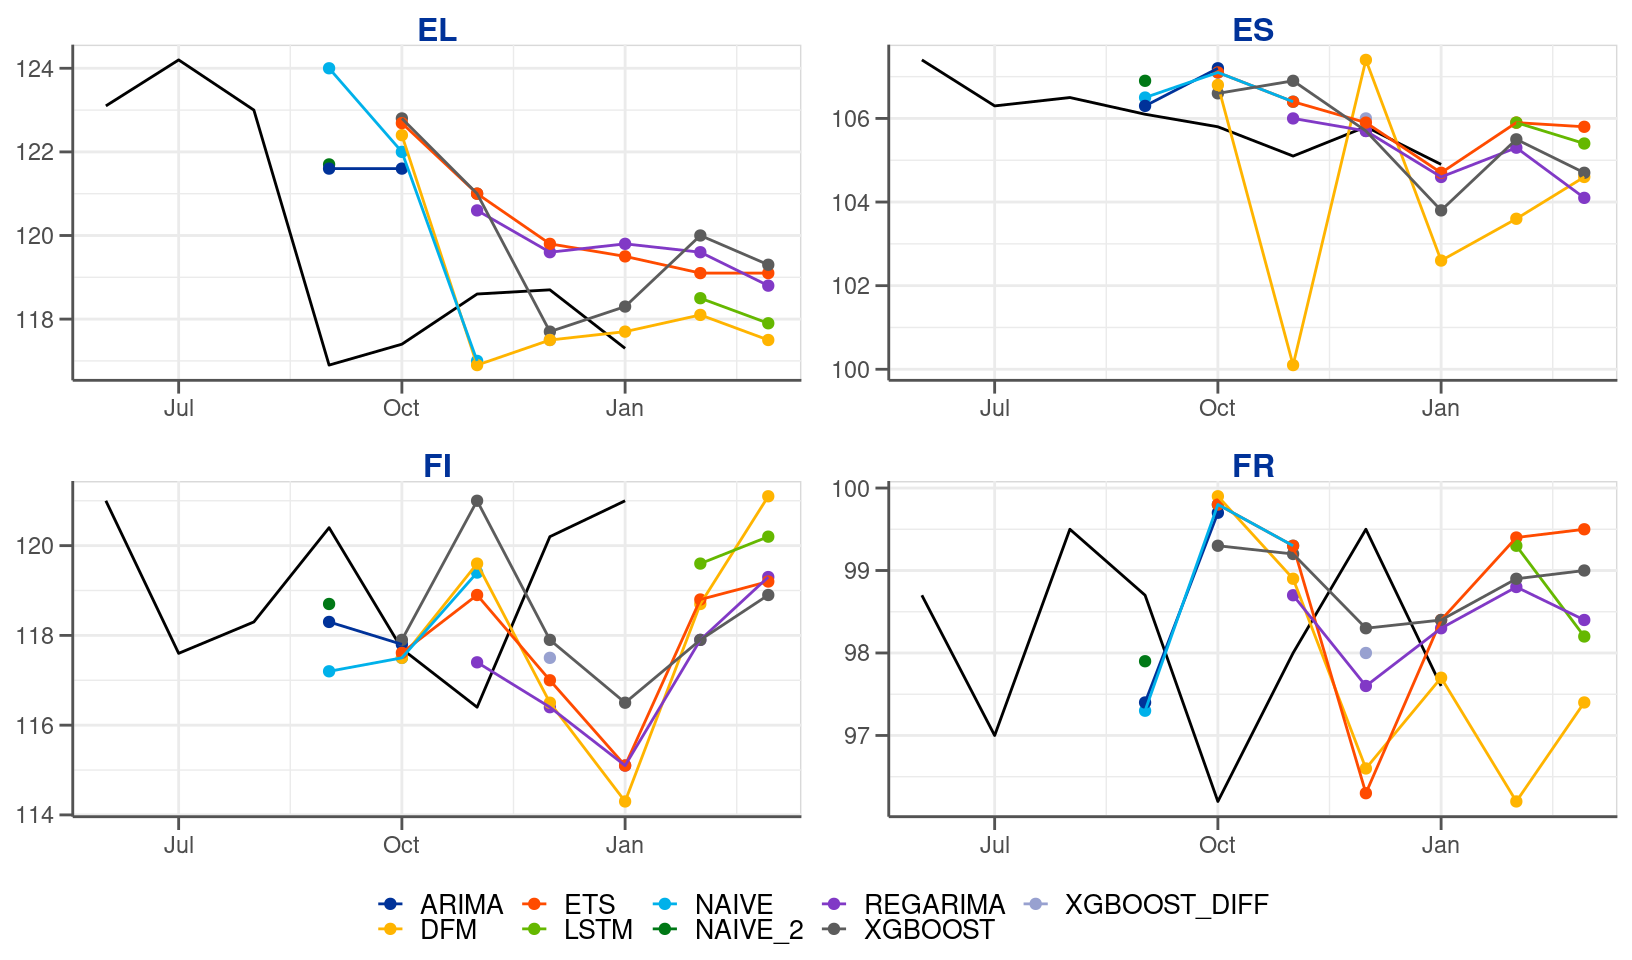 EL
ES
124
122
120
118
Jul
Oct
Jan
106
104
102
100
Jul
Oct
Jan
FI
FR
120
118
116
114
Jul
Oct
Jan
100
99
98
97
Jul
Oct
Jan
ARIMA ETS NAIVE REGARIMA XGBOOST_DIFF
DFM LSTM NAIVE_2 XGBOOST